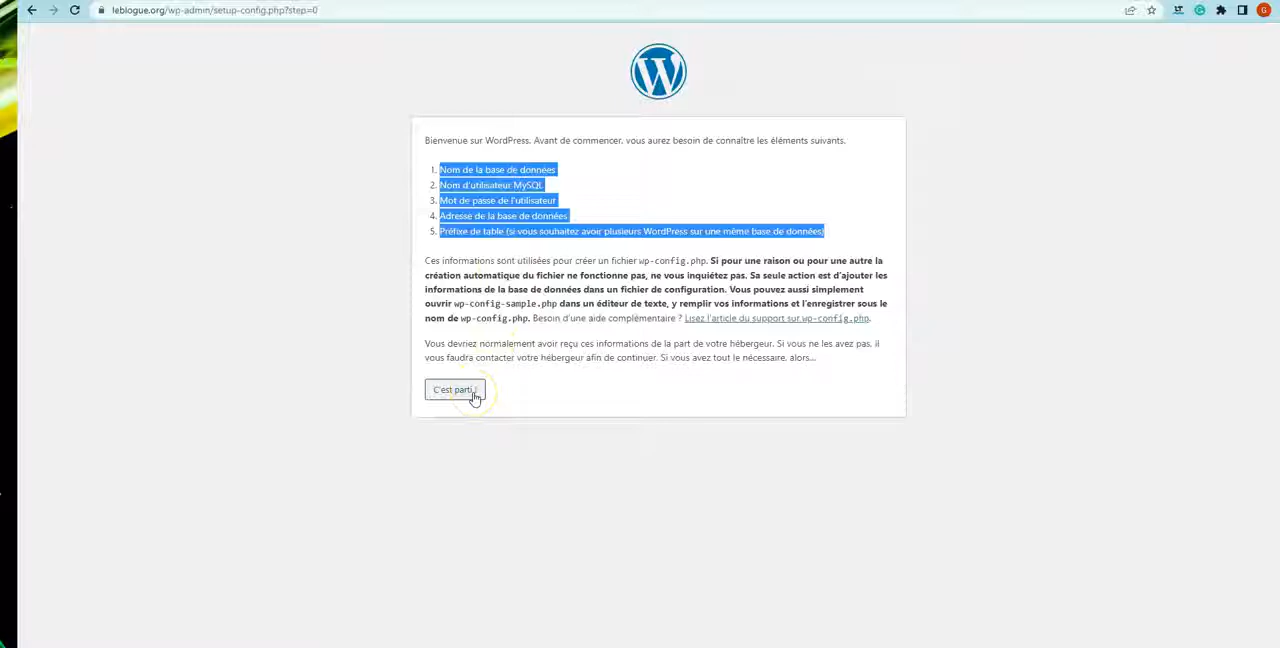 leblogue.org/wp-admin/setup-config.php?step=0
G
W
Bienvenue sur WordPress. Avant de commencer, vous aurez besoin de connaître les éléments suivants.
1. Nom de la base de données
2. Nom d'utilisateur MySQL
3. Mot de passe de l'utilisateur
4. Adresse de la base de données
5. Préfixe de table (si vous souhaitez avoir plusieurs WordPress sur une même base de données)
Ces informations sont utilisées pour créer un fichier wp-config.php. Si pour une raison ou pour une autre la
création automatique du fichier ne fonctionne pas, ne vous inquiétez pas. Sa seule action est d'ajouter les
informations de la base de données dans un fichier de configuration. Vous pouvez aussi simplement
ouvrir wp-config-sample.php dans un éditeur de texte, y remplir vos informations et l'enregistrer sous le
nom de wp-config.php. Besoin d'une aide complémentaire ? Lisez l'article du support sur wp-config.php.
Vous devriez normalement avoir reçu ces informations de la part de votre hébergeur. Si vous ne les avez pas, il
vous faudra contacter votre hébergeur afin de continuer. Si vous avez tout le nécessaire, alors…
C'est parti !